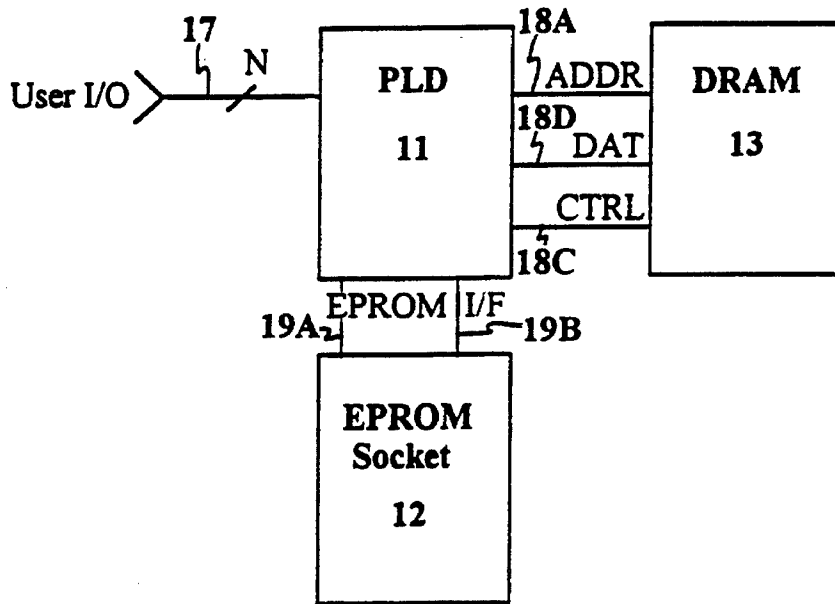 17
18A
User I/O
N
PLD
11
ADDR
DRAM
13
18D
DAT
CTRL
18C
EPROM I/F
19A
19B
EPROM
Socket
12